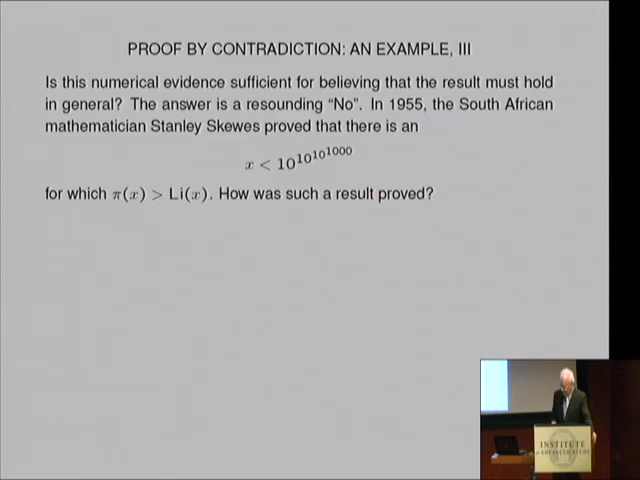 PROOF BY CONTRADICTION: AN EXAMPLE, III
Is this numerical evidence sufficient for believing that the result must hold
in general? The answer is a resounding “No”. In 1955, the South African
mathematician Stanley Skewes proved that there is an
x < 10^{10^{10^{1000}}}
for which π(x) > Li(x). How was such a result proved?
INSTITUTE
for ADVANCED STUDY